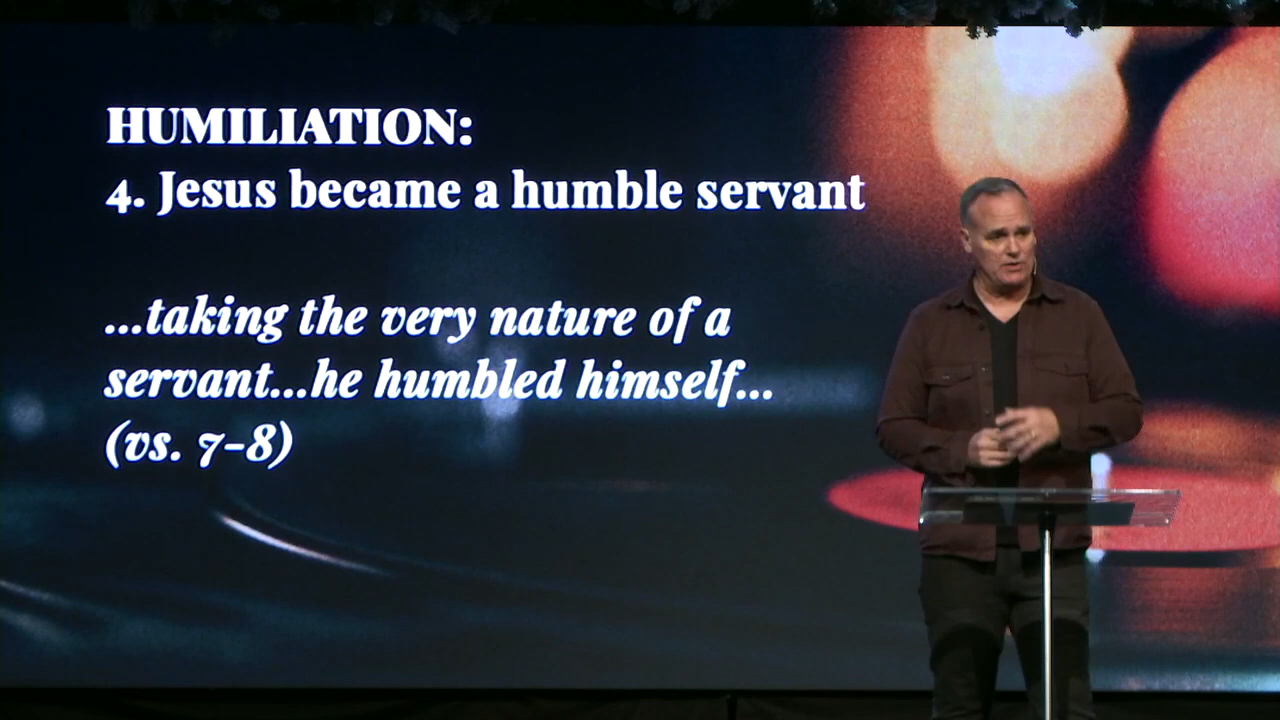 HUMILIATION:
4. Jesus became a humble servant
...taking the very nature of a
servant...he humbled himself...
(vs. 7-8)